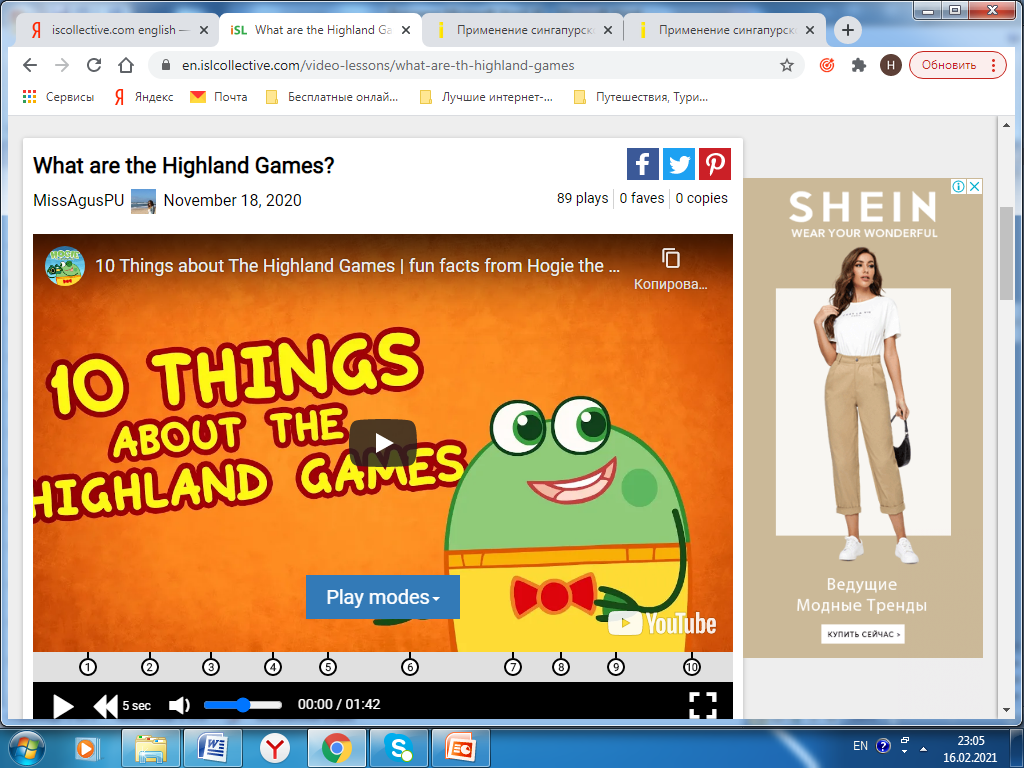 iscollective.com english —
iSL What are the Highland Ga
Применение сингапурск
Применение сингапурск
en.islcollective.com/video-lessons/what-are-th-highland-games
H
Обновить
Сервисы
Яндекс
Почта
Бесплатные онлай...
Лучшие интернет-...
Путешествия, Тури...
What are the Highland Games?
MissAgusPU November 18, 2020
89 plays 0 faves 0 copies
10 Things about The Highland Games | fun facts from Hogie the ...
Копирова...
10 THINGS
ABOUT THE
HIGHLAND GAMES
Play modes
YouTube
1 2 3 4 5 6 7 8 9 10
5 sec 00:00 / 01:42
SHEIN
WEAR YOUR WONDERFUL
Ведущие
Модные Тренды
КУПИТЬ СЕЙЧАС >
EN
23:05
16.02.2021